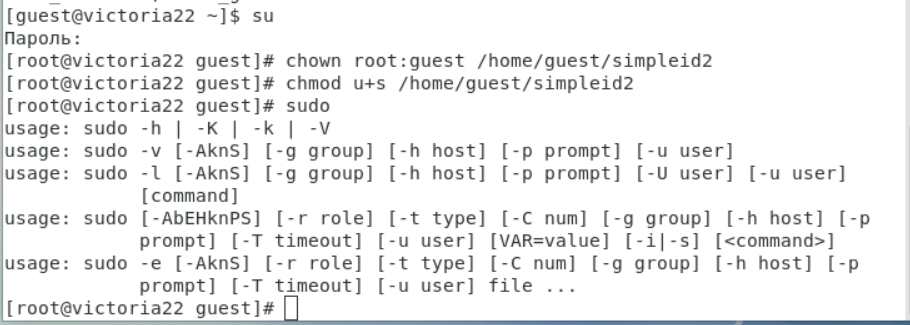 [guest@victoria22 ~]$ su
Пароль:
[root@victoria22 guest]# chown root:guest /home/guest/simpleid2
[root@victoria22 guest]# chmod u+s /home/guest/simpleid2
[root@victoria22 guest]# sudo
usage: sudo -h | -K | -k | -V
usage: sudo -v [-AknS] [-g group] [-h host] [-p prompt] [-u user]
usage: sudo -l [-AknS] [-g group] [-h host] [-p prompt] [-U user] [-u user]
[command]
usage: sudo [-AbEHknPS] [-r role] [-t type] [-C num] [-g group] [-h host] [-p
prompt] [-T timeout] [-u user] [VAR=value] [-i|-s] [<command>]
usage: sudo -e [-AknS] [-r role] [-t type] [-C num] [-g group] [-h host] [-p
prompt] [-T timeout] [-u user] file ...
[root@victoria22 guest]#